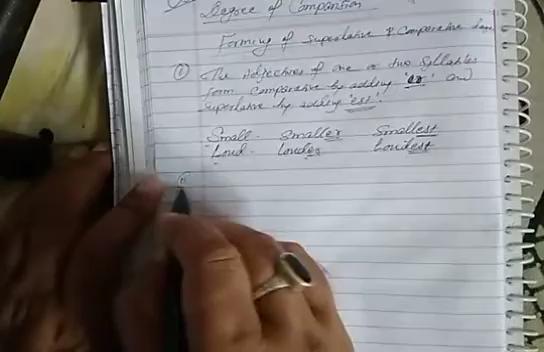 Degree of Comparison
Forming of Superlative & Comparative
① The Adjectives of one or two Syllables
form Comparative by adding 'er' and
Superlative by adding 'est'.
Small - Smaller Smallest
Loud - Louder Loudest